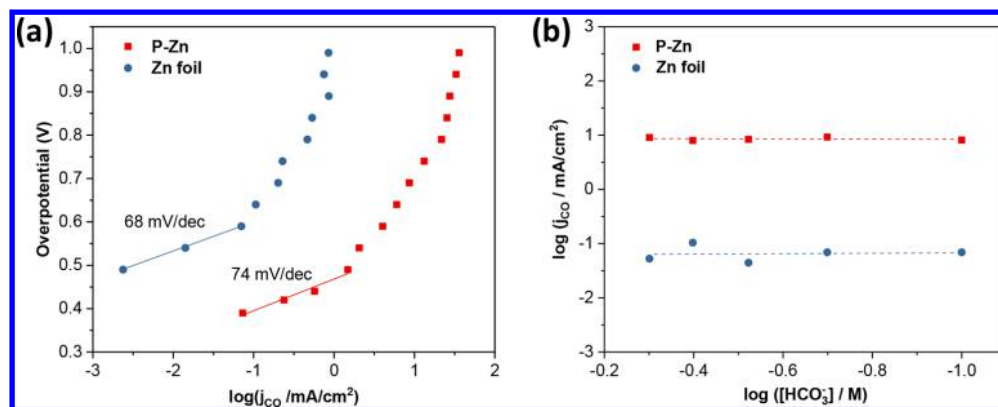 (a)
P-Zn
Zn foil
68 mV/dec
74 mV/dec
Overpotential (V)
1.0
0.9
0.8
0.7
0.6
0.5
0.4
0.3
-3
-2
-1
0
1
2
log(jCO /mA/cm²)
(b)
P-Zn
Zn foil
log (jCO / mA/cm²)
3
2
1
0
-1
-2
-3
-0.2
-0.4
-0.6
-0.8
-1.0
log ([HCO₃⁻] / M)